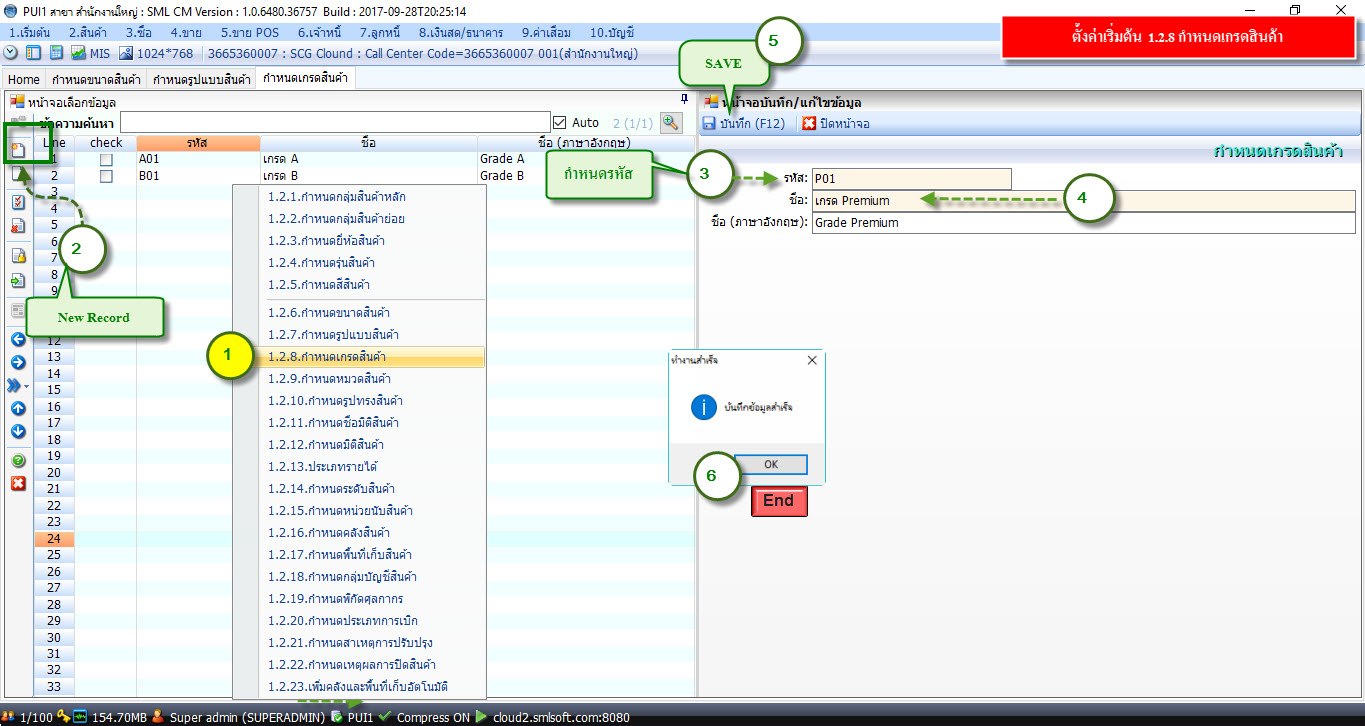 PUI1 สาขา สำนักงานใหญ่ : SML CM Version : 1.0.6480.36757 Build : 2017-09-28T20:25:14
1.เริ่มต้น 2.สินค้า 3.ซื้อ 4.ขาย 5.ขาย POS 6.เจ้าหนี้ 7.ลูกหนี้ 8.เงินสด/ธนาคาร 9.ค่าเสื่อม 10.บัญชี
ตั้งค่าเริ่มต้น 1.2.8 กำหนดเกรดสินค้า
MIS 1024*768 3665360007 : SCG Clound : Call Center Code=3665360007 001(สำนักงานใหญ่)
5
SAVE
Home กำหนดขนาดสินค้า กำหนดรูปแบบสินค้า กำหนดเกรดสินค้า
หน้าจอเลือกข้อมูล
หน้าจอบันทึก/แก้ไขข้อมูล
ข้อความค้นหา Auto 2 (1/1)
บันทึก (F12) ปิดหน้าจอ
Line check รหัส ชื่อ ชื่อ (ภาษาอังกฤษ)
กำหนดเกรดสินค้า
1 A01 เกรด A Grade A
2 B01 เกรด B Grade B
กำหนดรหัส
3
รหัส: P01
ชื่อ: เกรด Premium
4
ชื่อ (ภาษาอังกฤษ): Grade Premium
3
4
5
6
7
8
9
12
13
14
15
16
17
18
19
20
21
22
23
24
25
26
27
28
29
30
31
32
33
2
New Record
1
1.2.1.กำหนดกลุ่มสินค้าหลัก
1.2.2.กำหนดกลุ่มสินค้าย่อย
1.2.3.กำหนดยี่ห้อสินค้า
1.2.4.กำหนดรุ่นสินค้า
1.2.5.กำหนดสีสินค้า
1.2.6.กำหนดขนาดสินค้า
1.2.7.กำหนดรูปแบบสินค้า
1.2.8.กำหนดเกรดสินค้า
1.2.9.กำหนดหมวดสินค้า
1.2.10.กำหนดรูปทรงสินค้า
1.2.11.กำหนดชื่อมิติสินค้า
1.2.12.กำหนดมิติสินค้า
1.2.13.ประเภทรายได้
1.2.14.กำหนดระดับสินค้า
1.2.15.กำหนดหน่วยนับสินค้า
1.2.16.กำหนดคลังสินค้า
1.2.17.กำหนดพื้นที่เก็บสินค้า
1.2.18.กำหนดกลุ่มบัญชีสินค้า
1.2.19.กำหนดพิกัดศุลกากร
1.2.20.กำหนดประเภทการเบิก
1.2.21.กำหนดสาเหตุการปรับปรุง
1.2.22.กำหนดเหตุผลการปิดสินค้า
1.2.23.เพิ่มคลังและพื้นที่เก็บอัตโนมัติ
ทำงานสำเร็จ
บันทึกข้อมูลสำเร็จ
OK
6
End
1/100 154.70MB Super admin (SUPERADMIN) PUI1 Compress ON cloud2.smlsoft.com:8080